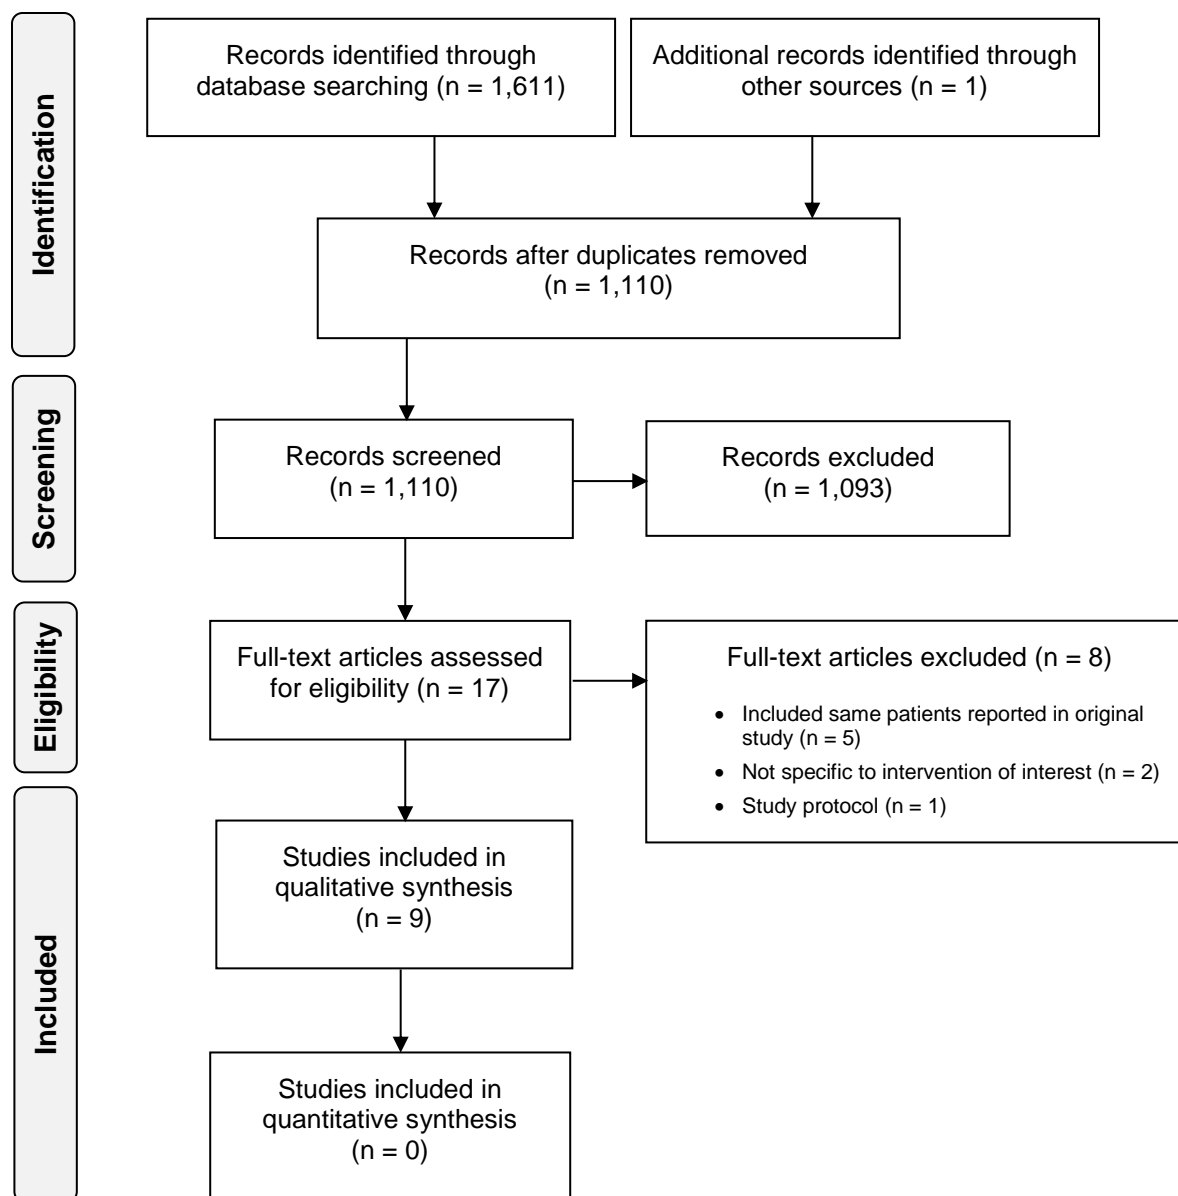 Identification
Records identified through
database searching (n = 1,611)
Additional records identified through
other sources (n = 1)
Records after duplicates removed
(n = 1,110)
Screening
Records screened
(n = 1,110)
Records excluded
(n = 1,093)
Eligibility
Full-text articles assessed
for eligibility (n = 17)
Full-text articles excluded (n = 8)
• Included same patients reported in original
study (n = 5)
• Not specific to intervention of interest (n = 2)
• Study protocol (n = 1)
Included
Studies included in
qualitative synthesis
(n = 9)
Studies included in
quantitative synthesis
(n = 0)